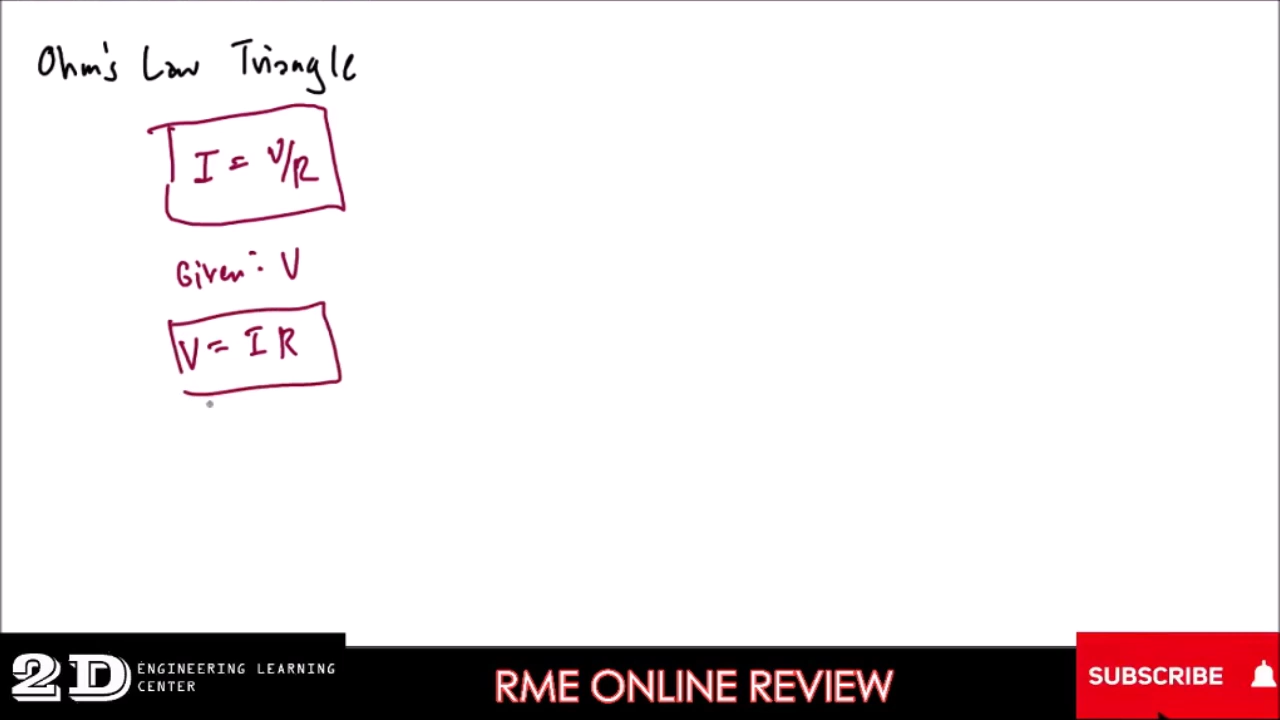 Ohm's Law Triangle
I = V/R
Given: V
V = I R
2D ENGINEERING LEARNING
CENTER
RME ONLINE REVIEW
SUBSCRIBE